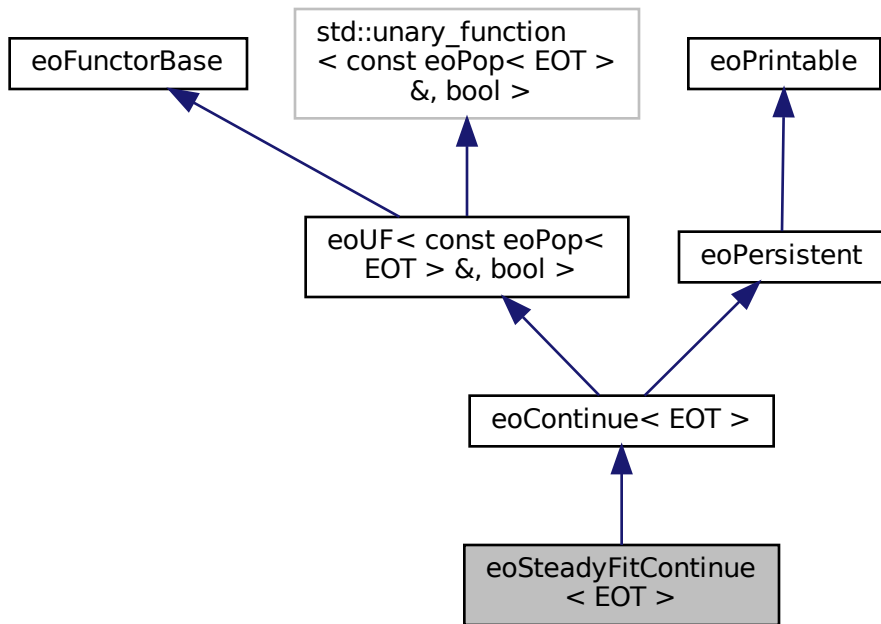 eoFunctorBase
std::unary_function
< const eoPop< EOT >
&, bool >
eoPrintable
eoUF< const eoPop<
EOT > &, bool >
eoPersistent
eoContinue< EOT >
eoSteadyFitContinue
< EOT >